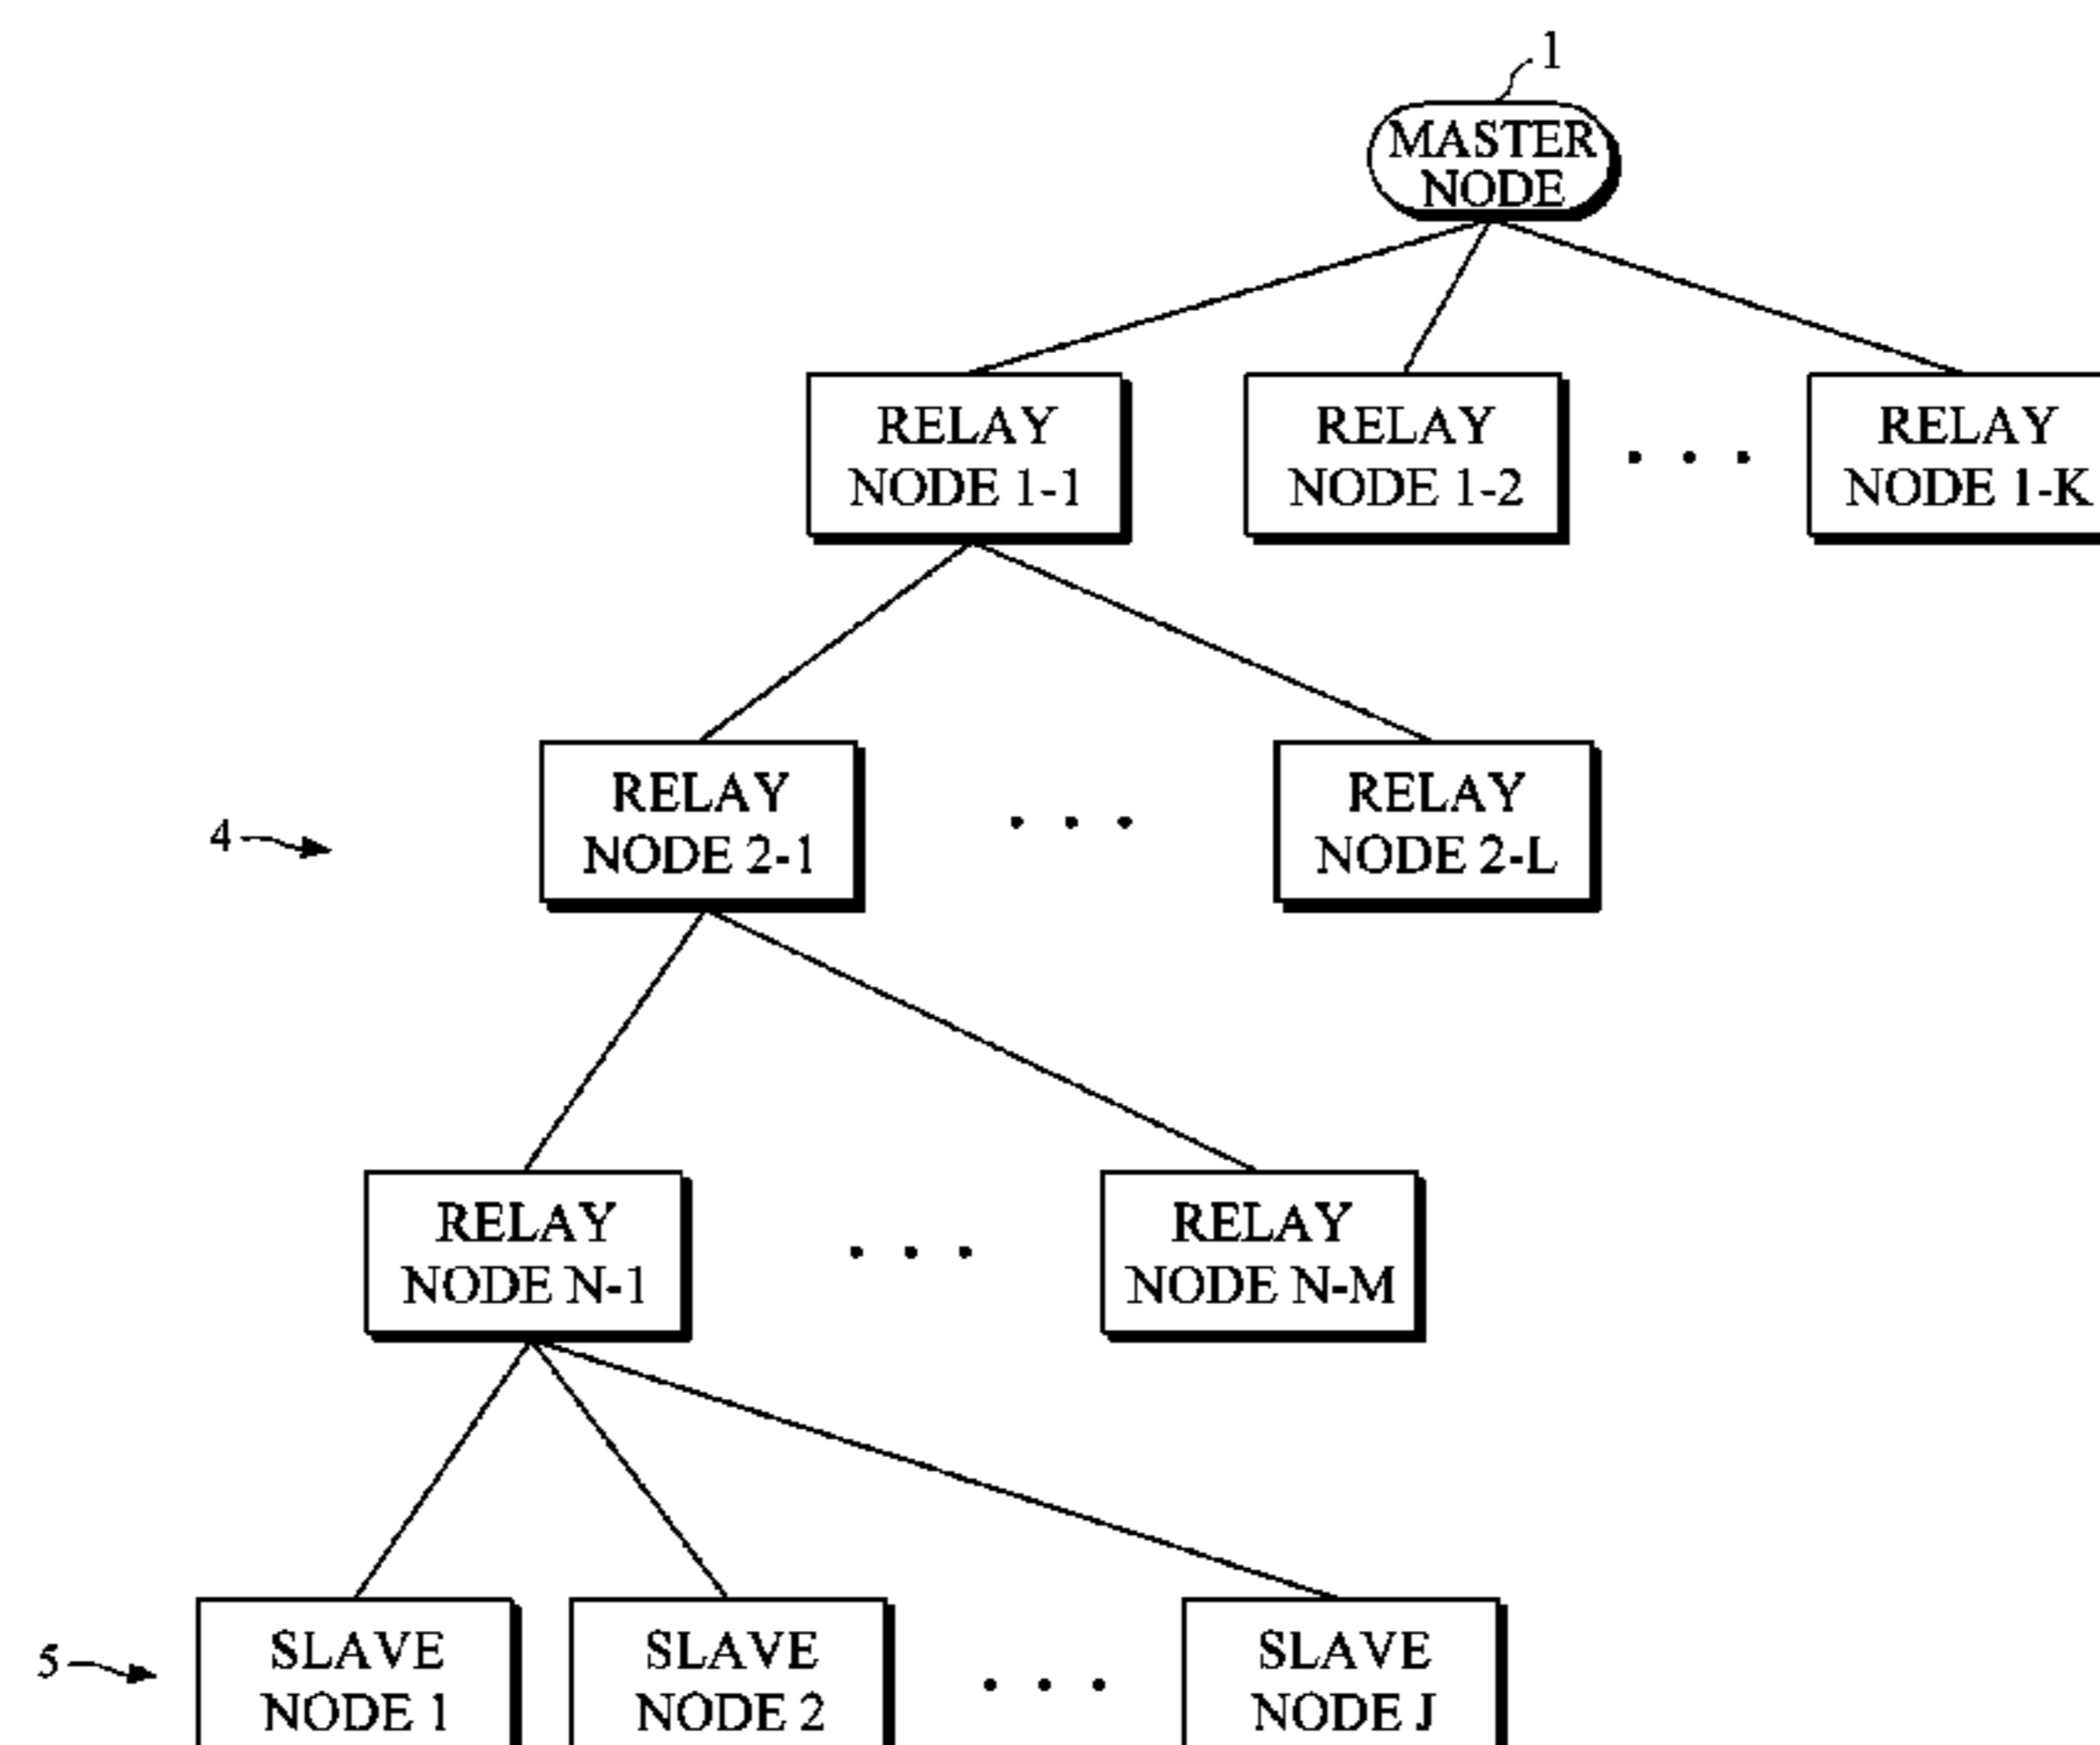 1
MASTER
NODE
RELAY
NODE 1-1
RELAY
NODE 1-2
RELAY
NODE 1-K
4
RELAY
NODE 2-1
RELAY
NODE 2-L
RELAY
NODE N-1
RELAY
NODE N-M
5
SLAVE
NODE 1
SLAVE
NODE 2
SLAVE
NODE J